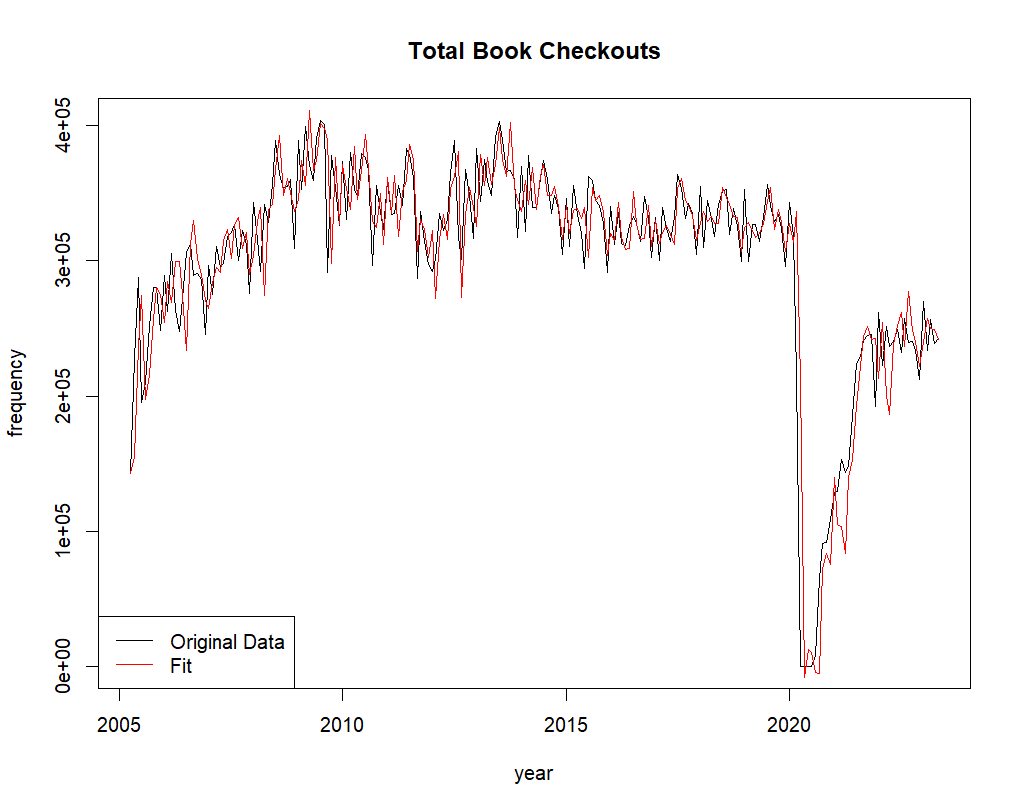 Total Book Checkouts
frequency
4e+05
3e+05
2e+05
1e+05
0e+00
Original Data
Fit
2005
2010
2015
2020
year